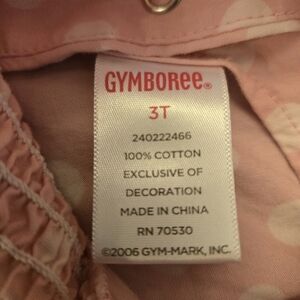 GYMBOREE®
3T
240222466
100% COTTON
EXCLUSIVE OF
DECORATION
MADE IN CHINA
RN 70530
©2006 GYM-MARK, INC.